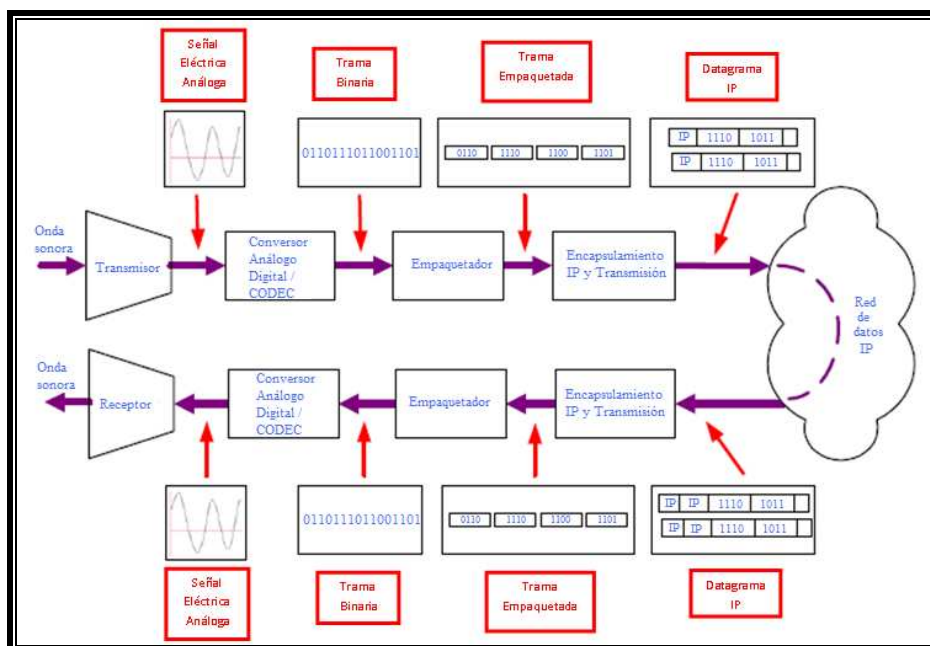 Señal
Eléctrica
Análoga
Trama
Binaria
Trama
Empaquetada
Datagrama
IP
0110111011001101
0110 1110 1100 1101
IP 1110 1011
IP 1110 1011
Onda
sonora
Transmisor
Conversor
Análogo
Digital /
CODEC
Empaquetador
Encapsulamiento
IP y Transmisión
Red
de
datos
IP
Onda
sonora
Receptor
Conversor
Análogo
Digital /
CODEC
Empaquetador
Encapsulamiento
IP y Transmisión
0110111011001101
0110 1110 1100 1101
IP IP 1110 1011
IP IP 1110 1011
Señal
Eléctrica
Análoga
Trama
Binaria
Trama
Empaquetada
Datagrama
IP